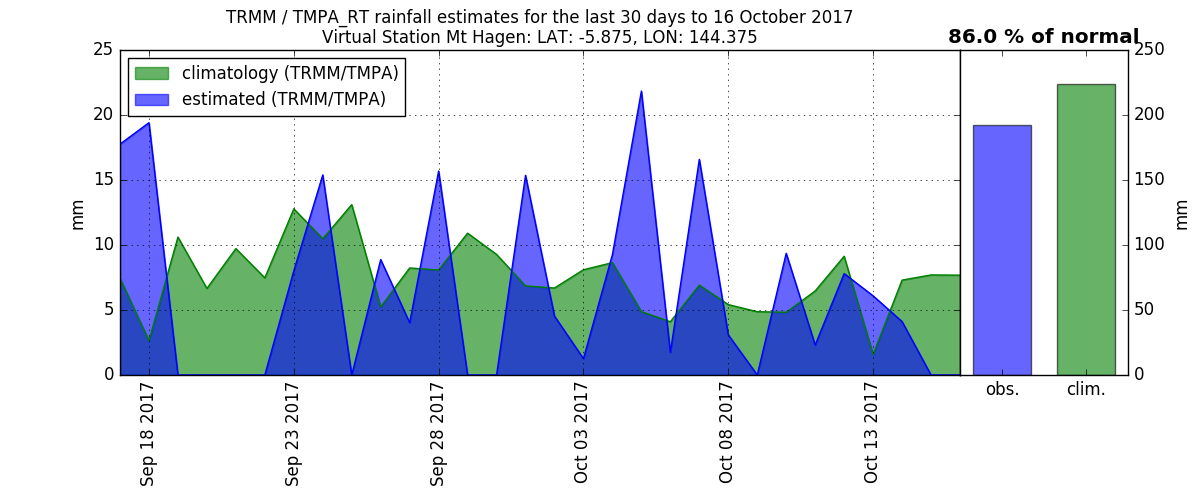 TRMM / TMPA_RT rainfall estimates for the last 30 days to 16 October 2017
Virtual Station Mt Hagen: LAT: -5.875, LON: 144.375
86.0 % of normal
climatology (TRMM/TMPA)
estimated (TRMM/TMPA)
25
20
15
10
5
0
mm
250
200
150
100
50
0
mm
Sep 18 2017
Sep 23 2017
Sep 28 2017
Oct 03 2017
Oct 08 2017
Oct 13 2017
obs.
clim.